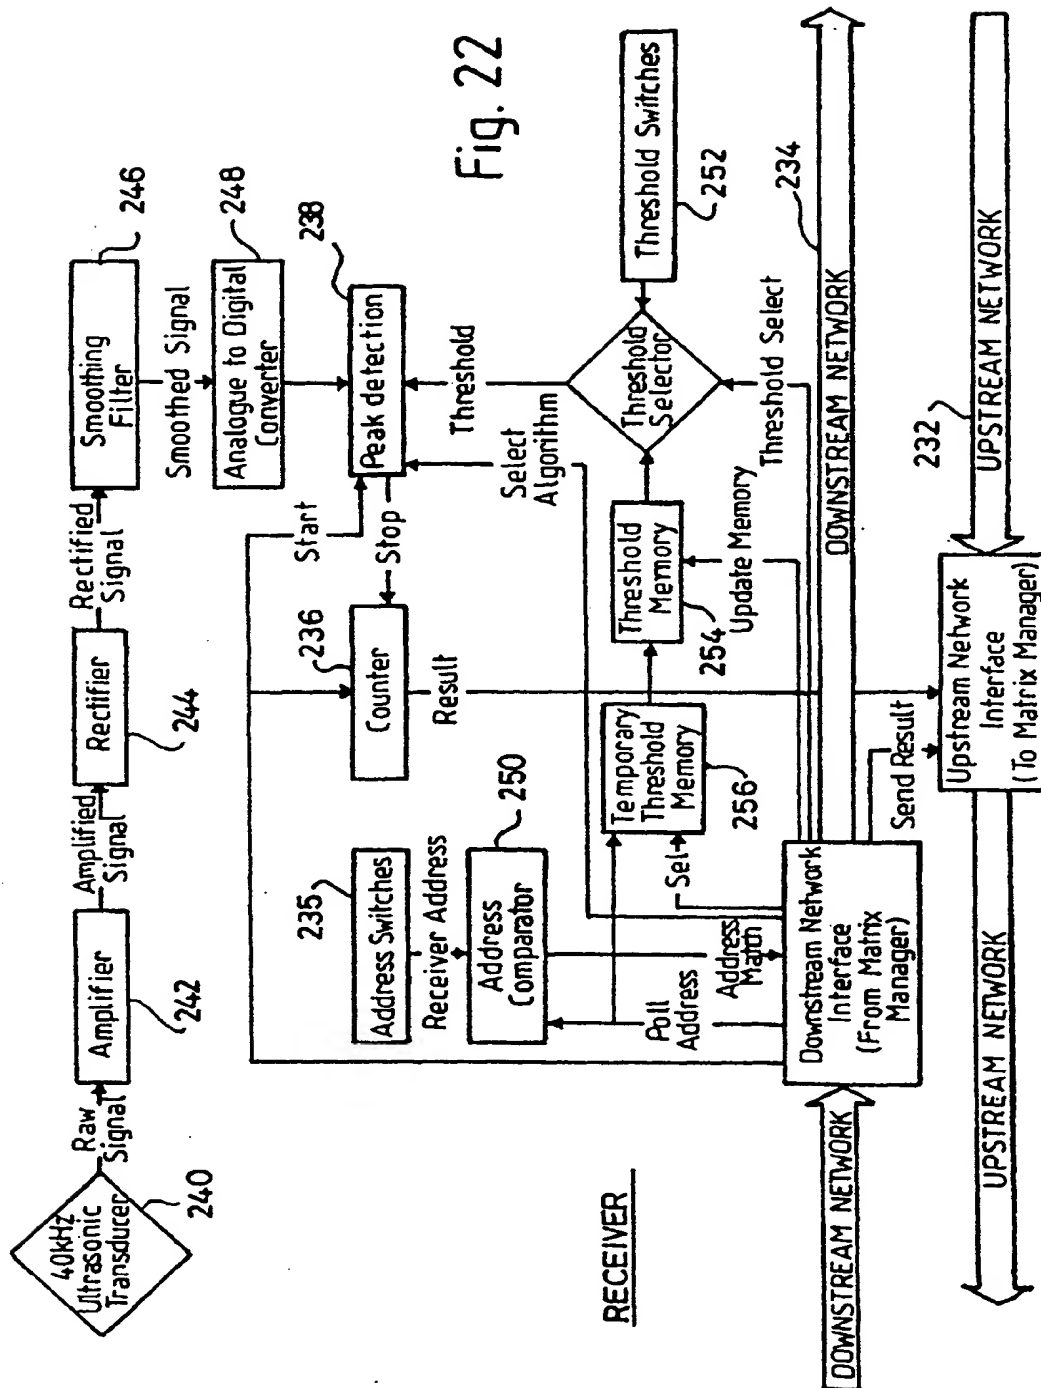 Fig. 22
RECEIVER
40kHz
Ultrasonic
Transducer
240
Raw
Signal
Amplifier
242
Amplified
Signal
Rectifier
244
Rectified
Signal
Smoothing
Filter
246
Smoothed Signal
Analogue to Digital
Converter
248
Peak detection
238
Start
Stop
Counter
236
Result
Threshold
Select
Algorithm
Address Switches
235
Receiver Address
Address
Comparator
250
Poll
Address
Address
Match
Sel
Temporary
Threshold
Memory
256
Threshold
Memory
254
Update Memory
Threshold
Selector
Threshold Switches
252
Threshold Select
DOWNSTREAM NETWORK
Downstream Network
Interface
(From Matrix
Manager)
DOWNSTREAM NETWORK
234
Send Result
UPSTREAM NETWORK
Upstream Network
Interface
(To Matrix Manager)
UPSTREAM NETWORK
232